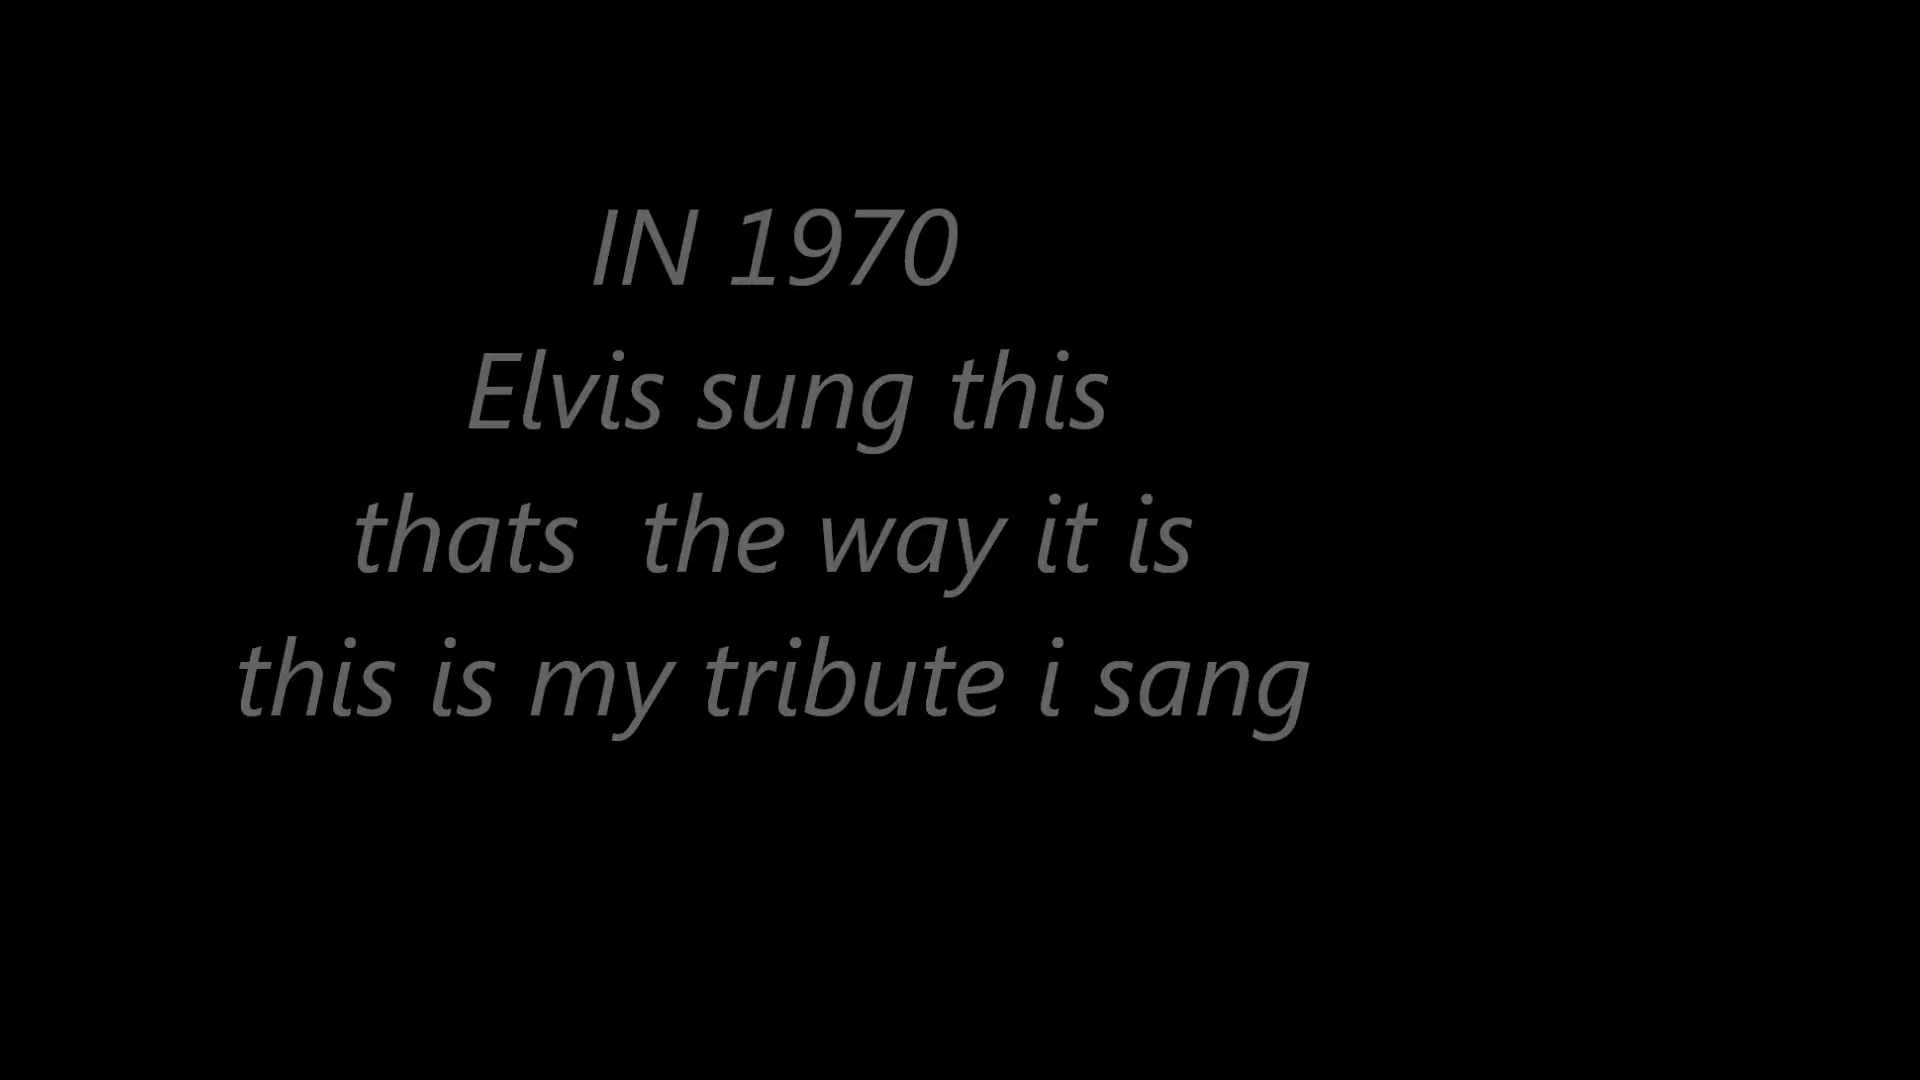 IN 1970
Elvis sung this
thats  the way it is
this is my tribute i sang